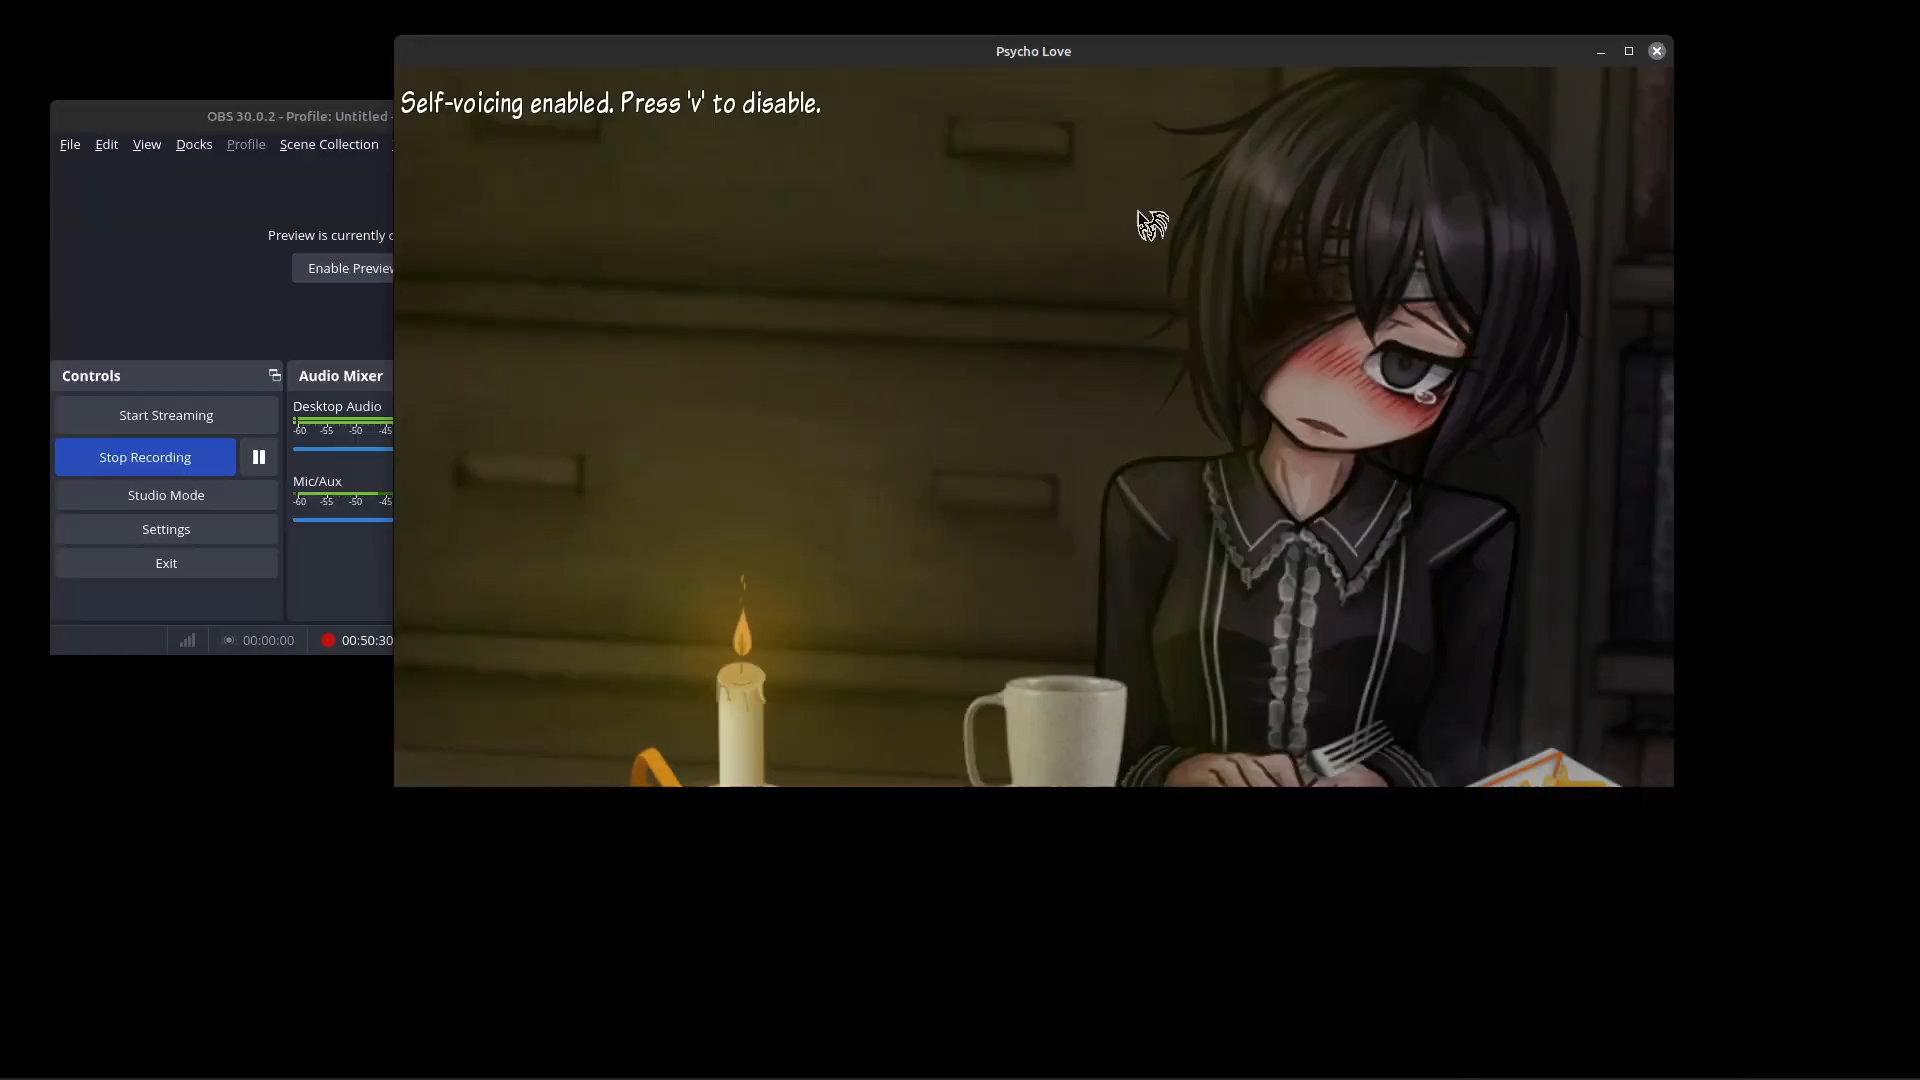 Psycho Love
Self-voicing enabled. Press 'v' to disable.
OBS 30.0.2 - Profile: Untitled -
File Edit View Docks Profile Scene Collection
Preview is currently
Enable Preview
Controls
Audio Mixer
Start Streaming
Stop Recording
Studio Mode
Settings
Exit
Desktop Audio
-60 -55 -50 -45
Mic/Aux
-60 -55 -50 -45
00:00:00
00:50:30